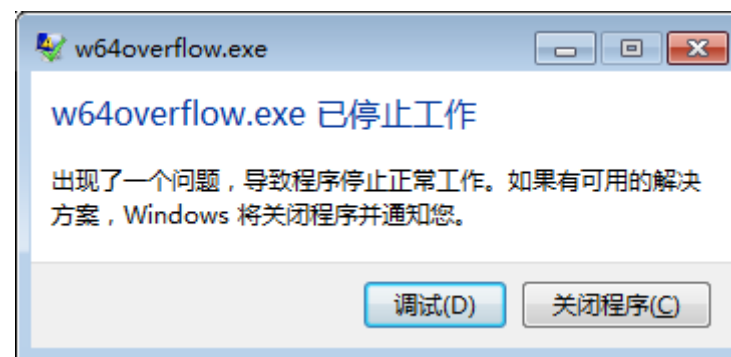 w64overflow.exe
w64overflow.exe 已停止工作
出现了一个问题，导致程序停止正常工作。如果有可用的解决
方案，Windows 将关闭程序并通知您。
调试(D) 关闭程序(C)